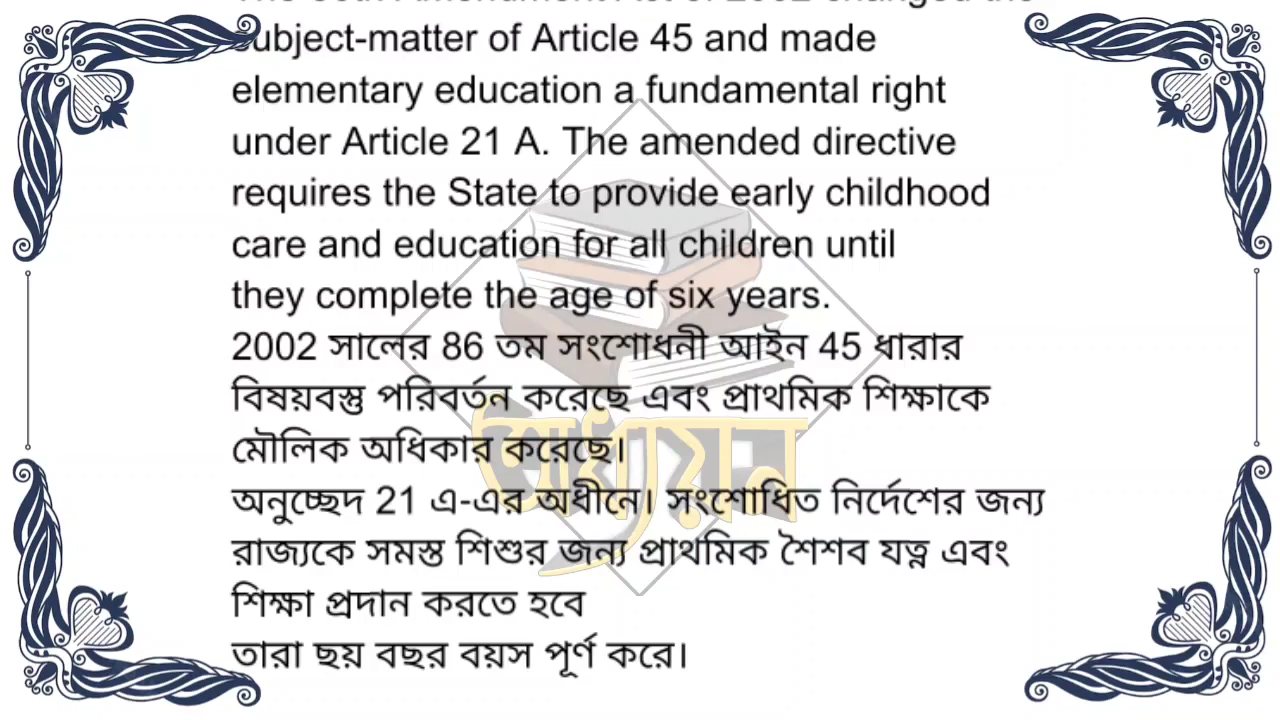 subject-matter of Article 45 and made
elementary education a fundamental right
under Article 21 A. The amended directive
requires the State to provide early childhood
care and education for all children until
they complete the age of six years.
2002 সালের 86 তম সংশোধনী আইন 45 ধারার
বিষয়বস্তু পরিবর্তন করেছে এবং প্রাথমিক শিক্ষাকে
মৌলিক অধিকার করেছে।
অনুচ্ছেদ 21 এ-এর অধীনে। সংশোধিত নির্দেশের জন্য
রাজ্যকে সমস্ত শিশুর জন্য প্রাথমিক শৈশব যত্ন এবং
শিক্ষা প্রদান করতে হবে
তারা ছয় বছর বয়স পূর্ণ করে।
অধ্যয়ন